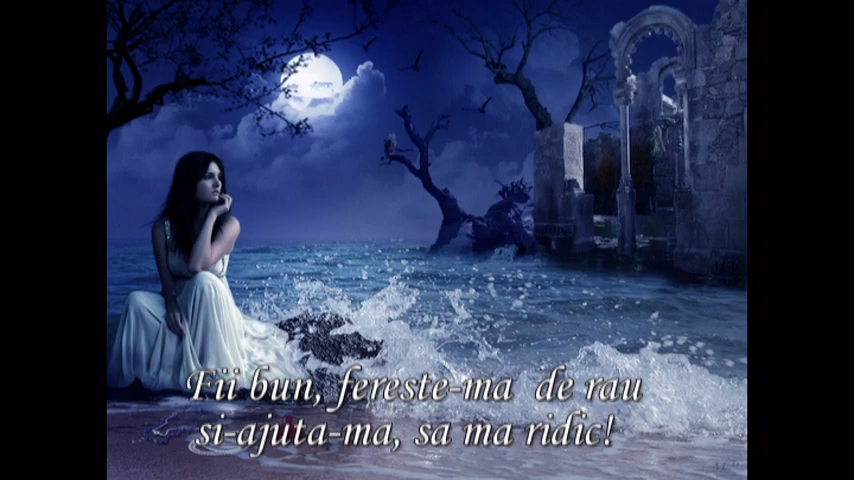 Fii bun, fereste-ma de rau
si-ajuta-ma, sa ma ridic!